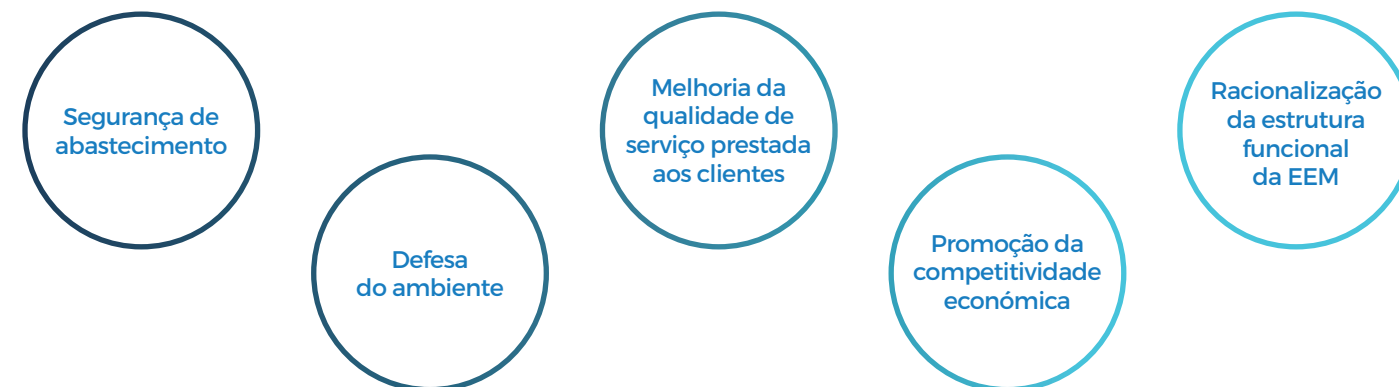 Segurança de
abastecimento
Defesa
do ambiente
Melhoria da
qualidade de
serviço prestada
aos clientes
Promoção da
competitividade
económica
Racionalização
da estrutura
funcional
da EEM